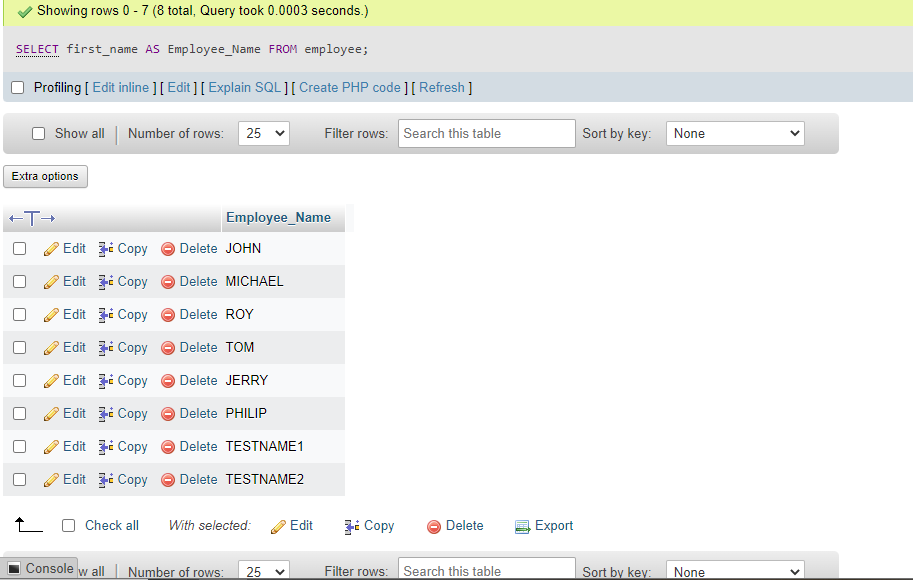 Showing rows 0 - 7 (8 total, Query took 0.0003 seconds.)
SELECT first_name AS Employee_Name FROM employee;
Profiling [ Edit inline ] [ Edit ] [ Explain SQL ] [ Create PHP code ] [ Refresh ]
Show all Number of rows: 25 Filter rows: Search this table Sort by key: None
Extra options
←T→ Employee_Name
Edit Copy Delete JOHN
Edit Copy Delete MICHAEL
Edit Copy Delete ROY
Edit Copy Delete TOM
Edit Copy Delete JERRY
Edit Copy Delete PHILIP
Edit Copy Delete TESTNAME1
Edit Copy Delete TESTNAME2
Check all With selected: Edit Copy Delete Export
Console w all Number of rows: 25 Filter rows: Search this table Sort by key: None